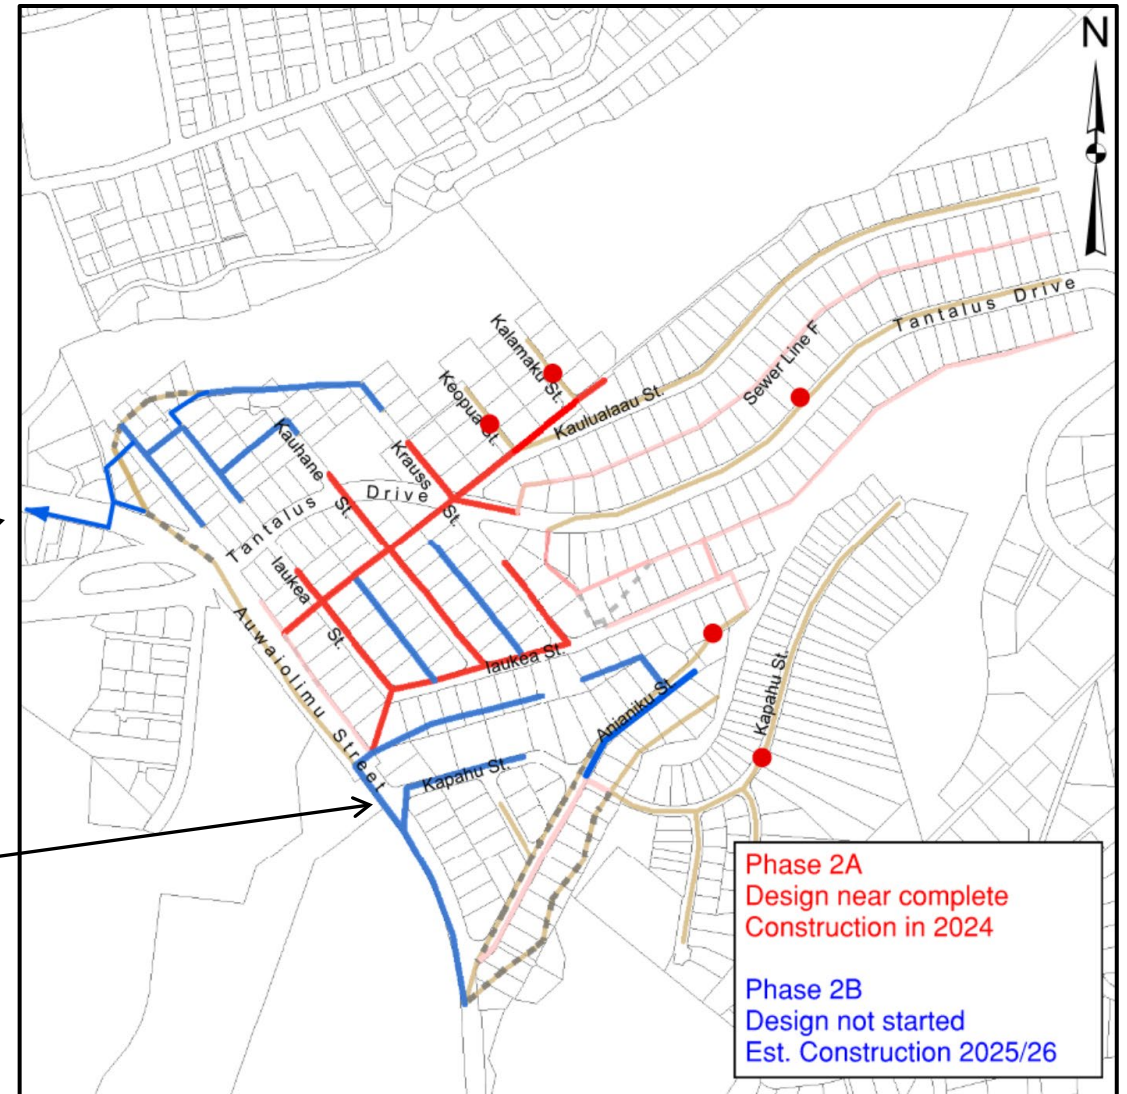 N
Tantalus Drive
Kalamaku St.
Keopua St.
Sewer Line F
Kaulualaau St.
Kauhane St.
Krauss St.
Tantalus Drive
Iaukea St.
Auwaiolimu Street
Iaukea St.
Anianiku St.
Kapahu St.
Kapahu St.
Phase 2A
Design near complete
Construction in 2024
Phase 2B
Design not started
Est. Construction 2025/26